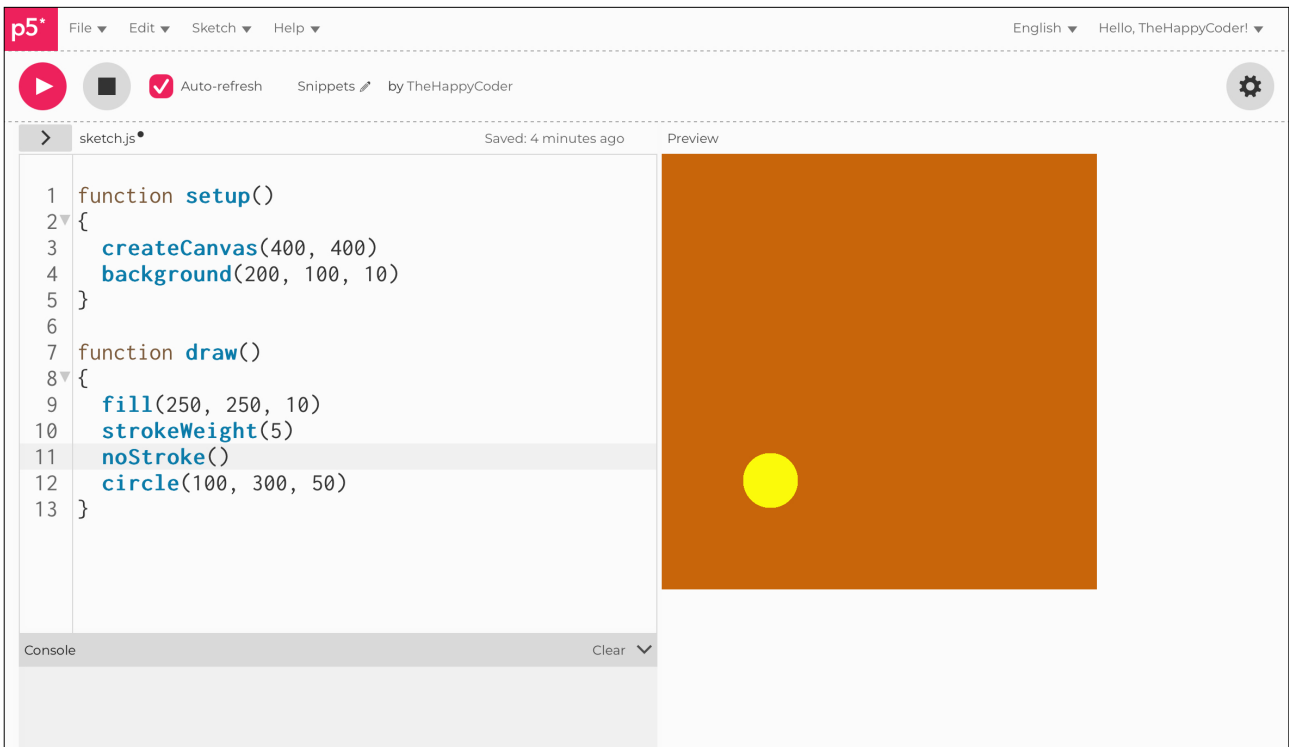 p5* File Edit Sketch Help English Hello, TheHappyCoder!
Auto-refresh Snippets by TheHappyCoder
sketch.js Saved: 4 minutes ago Preview
1 function setup()
2 {
3 createCanvas(400, 400)
4 background(200, 100, 10)
5 }
6
7 function draw()
8 {
9 fill(250, 250, 10)
10 strokeWeight(5)
11 noStroke()
12 circle(100, 300, 50)
13 }
Console Clear